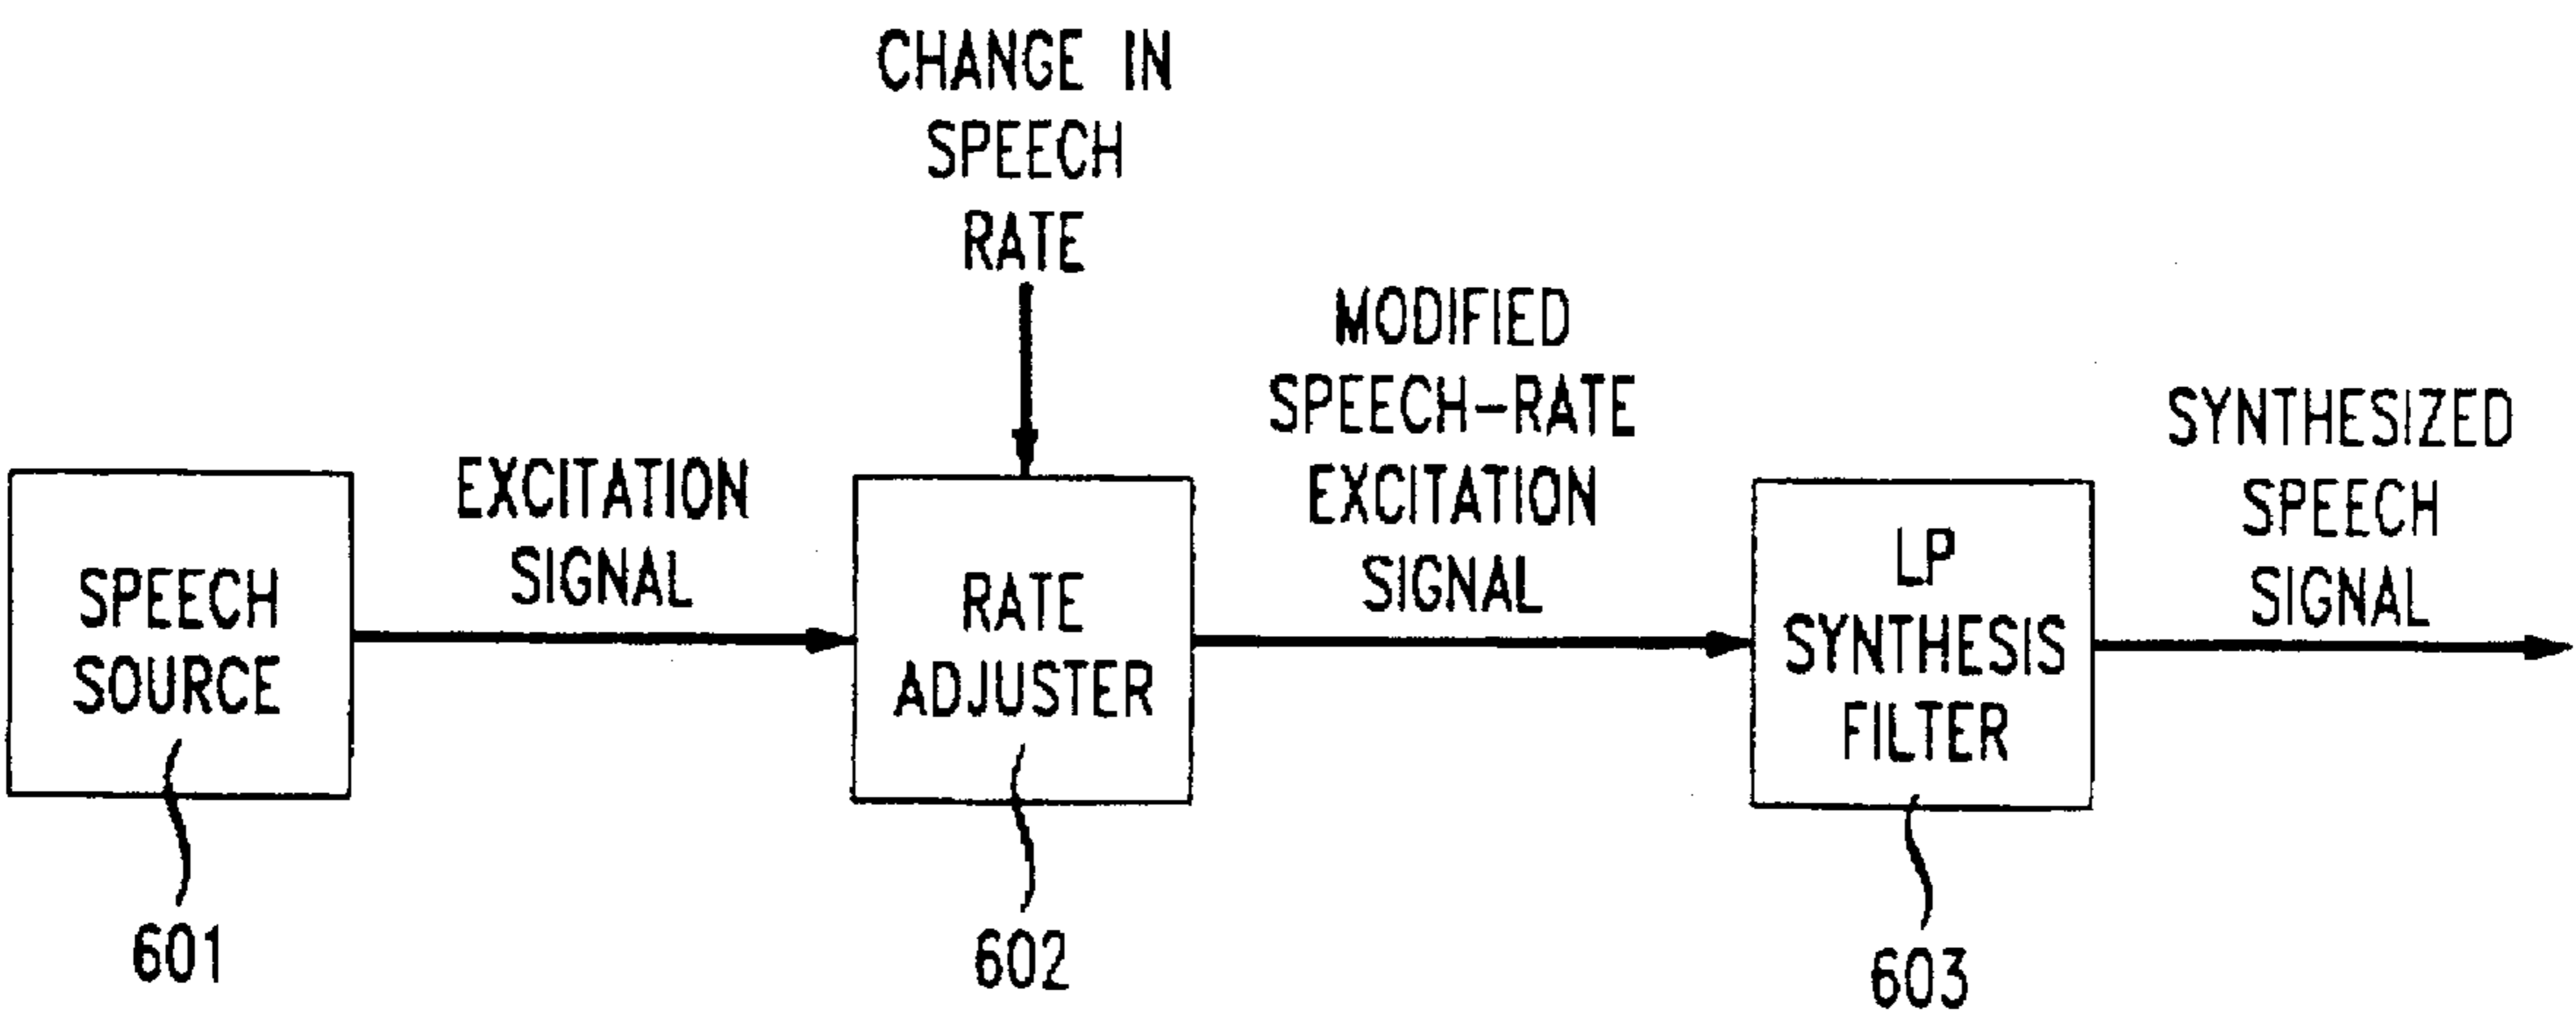 CHANGE IN
SPEECH
RATE
EXCITATION
SIGNAL
MODIFIED
SPEECH-RATE
EXCITATION
SIGNAL
SYNTHESIZED
SPEECH
SIGNAL
SPEECH
SOURCE
RATE
ADJUSTER
LP
SYNTHESIS
FILTER
601
602
603